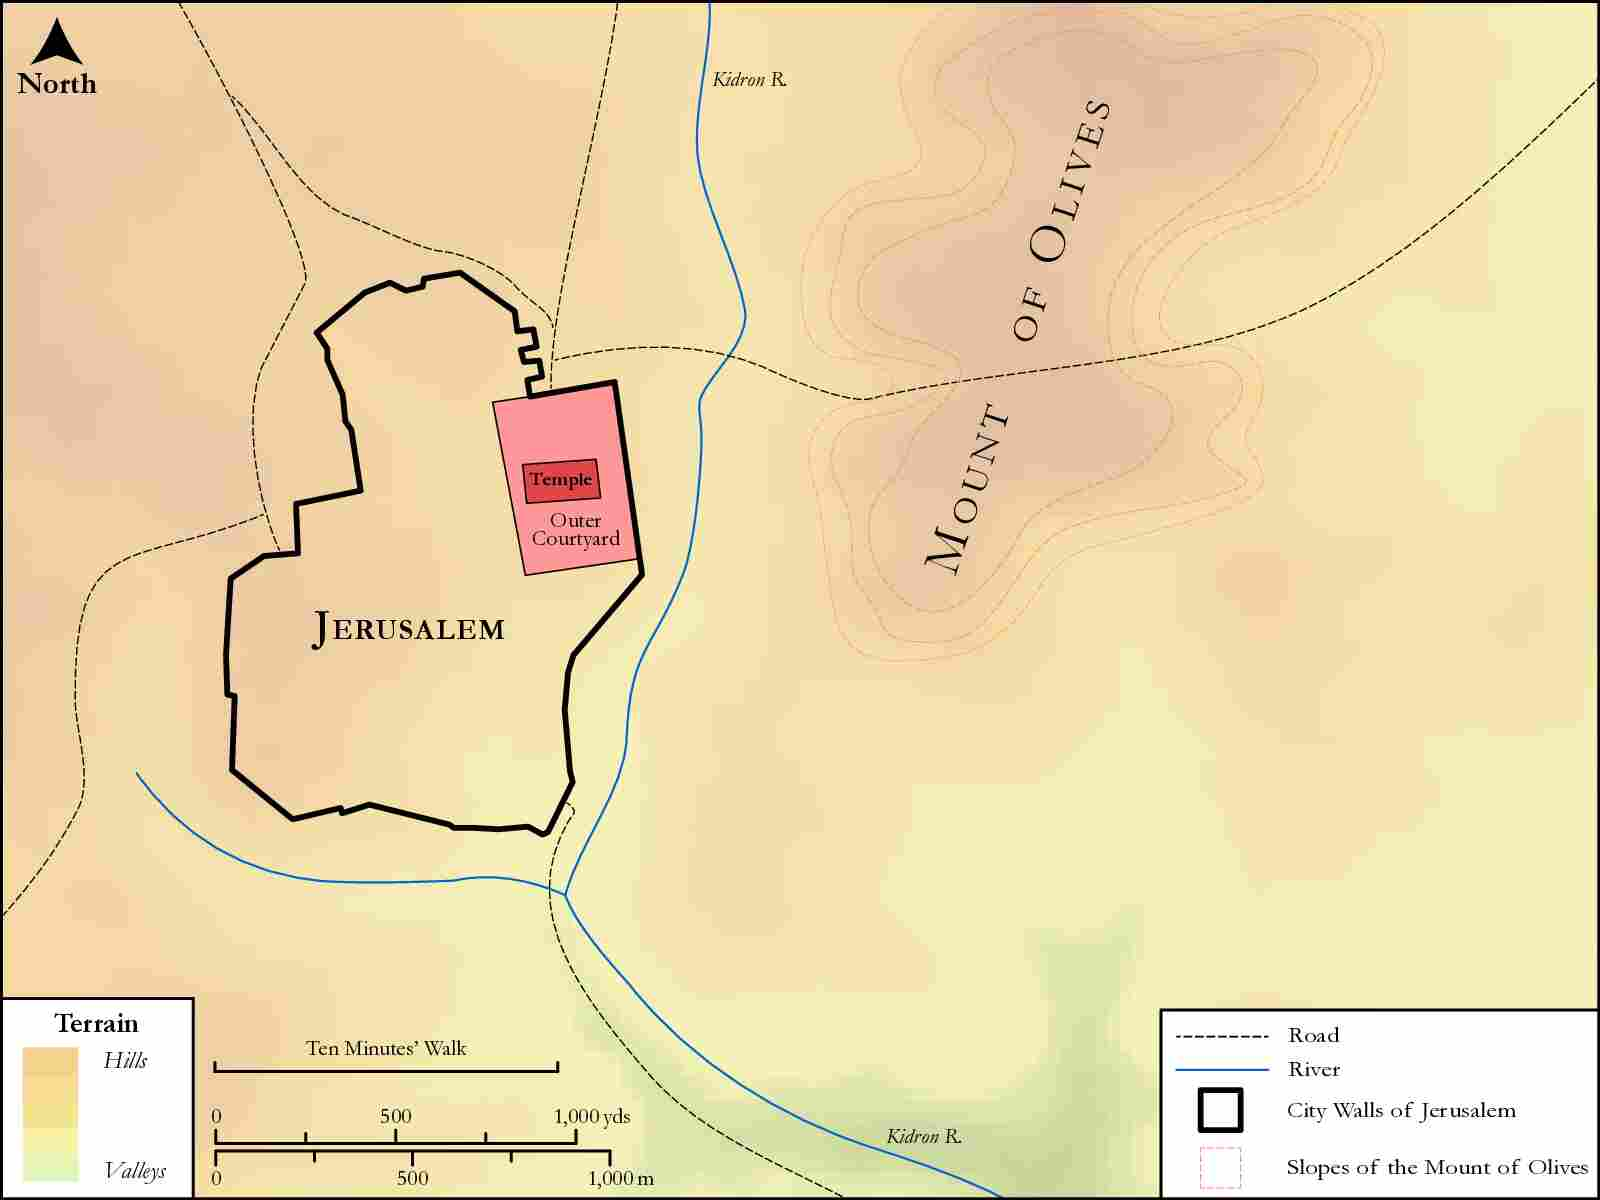 North
Kidron R.
MOUNT OF OLIVES
Temple
Outer
Courtyard
JERUSALEM
Terrain
Hills
Valleys
Ten Minutes' Walk
0 500 1,000 yds
0 500 1,000 m
Kidron R.
Road
River
City Walls of Jerusalem
Slopes of the Mount of Olives